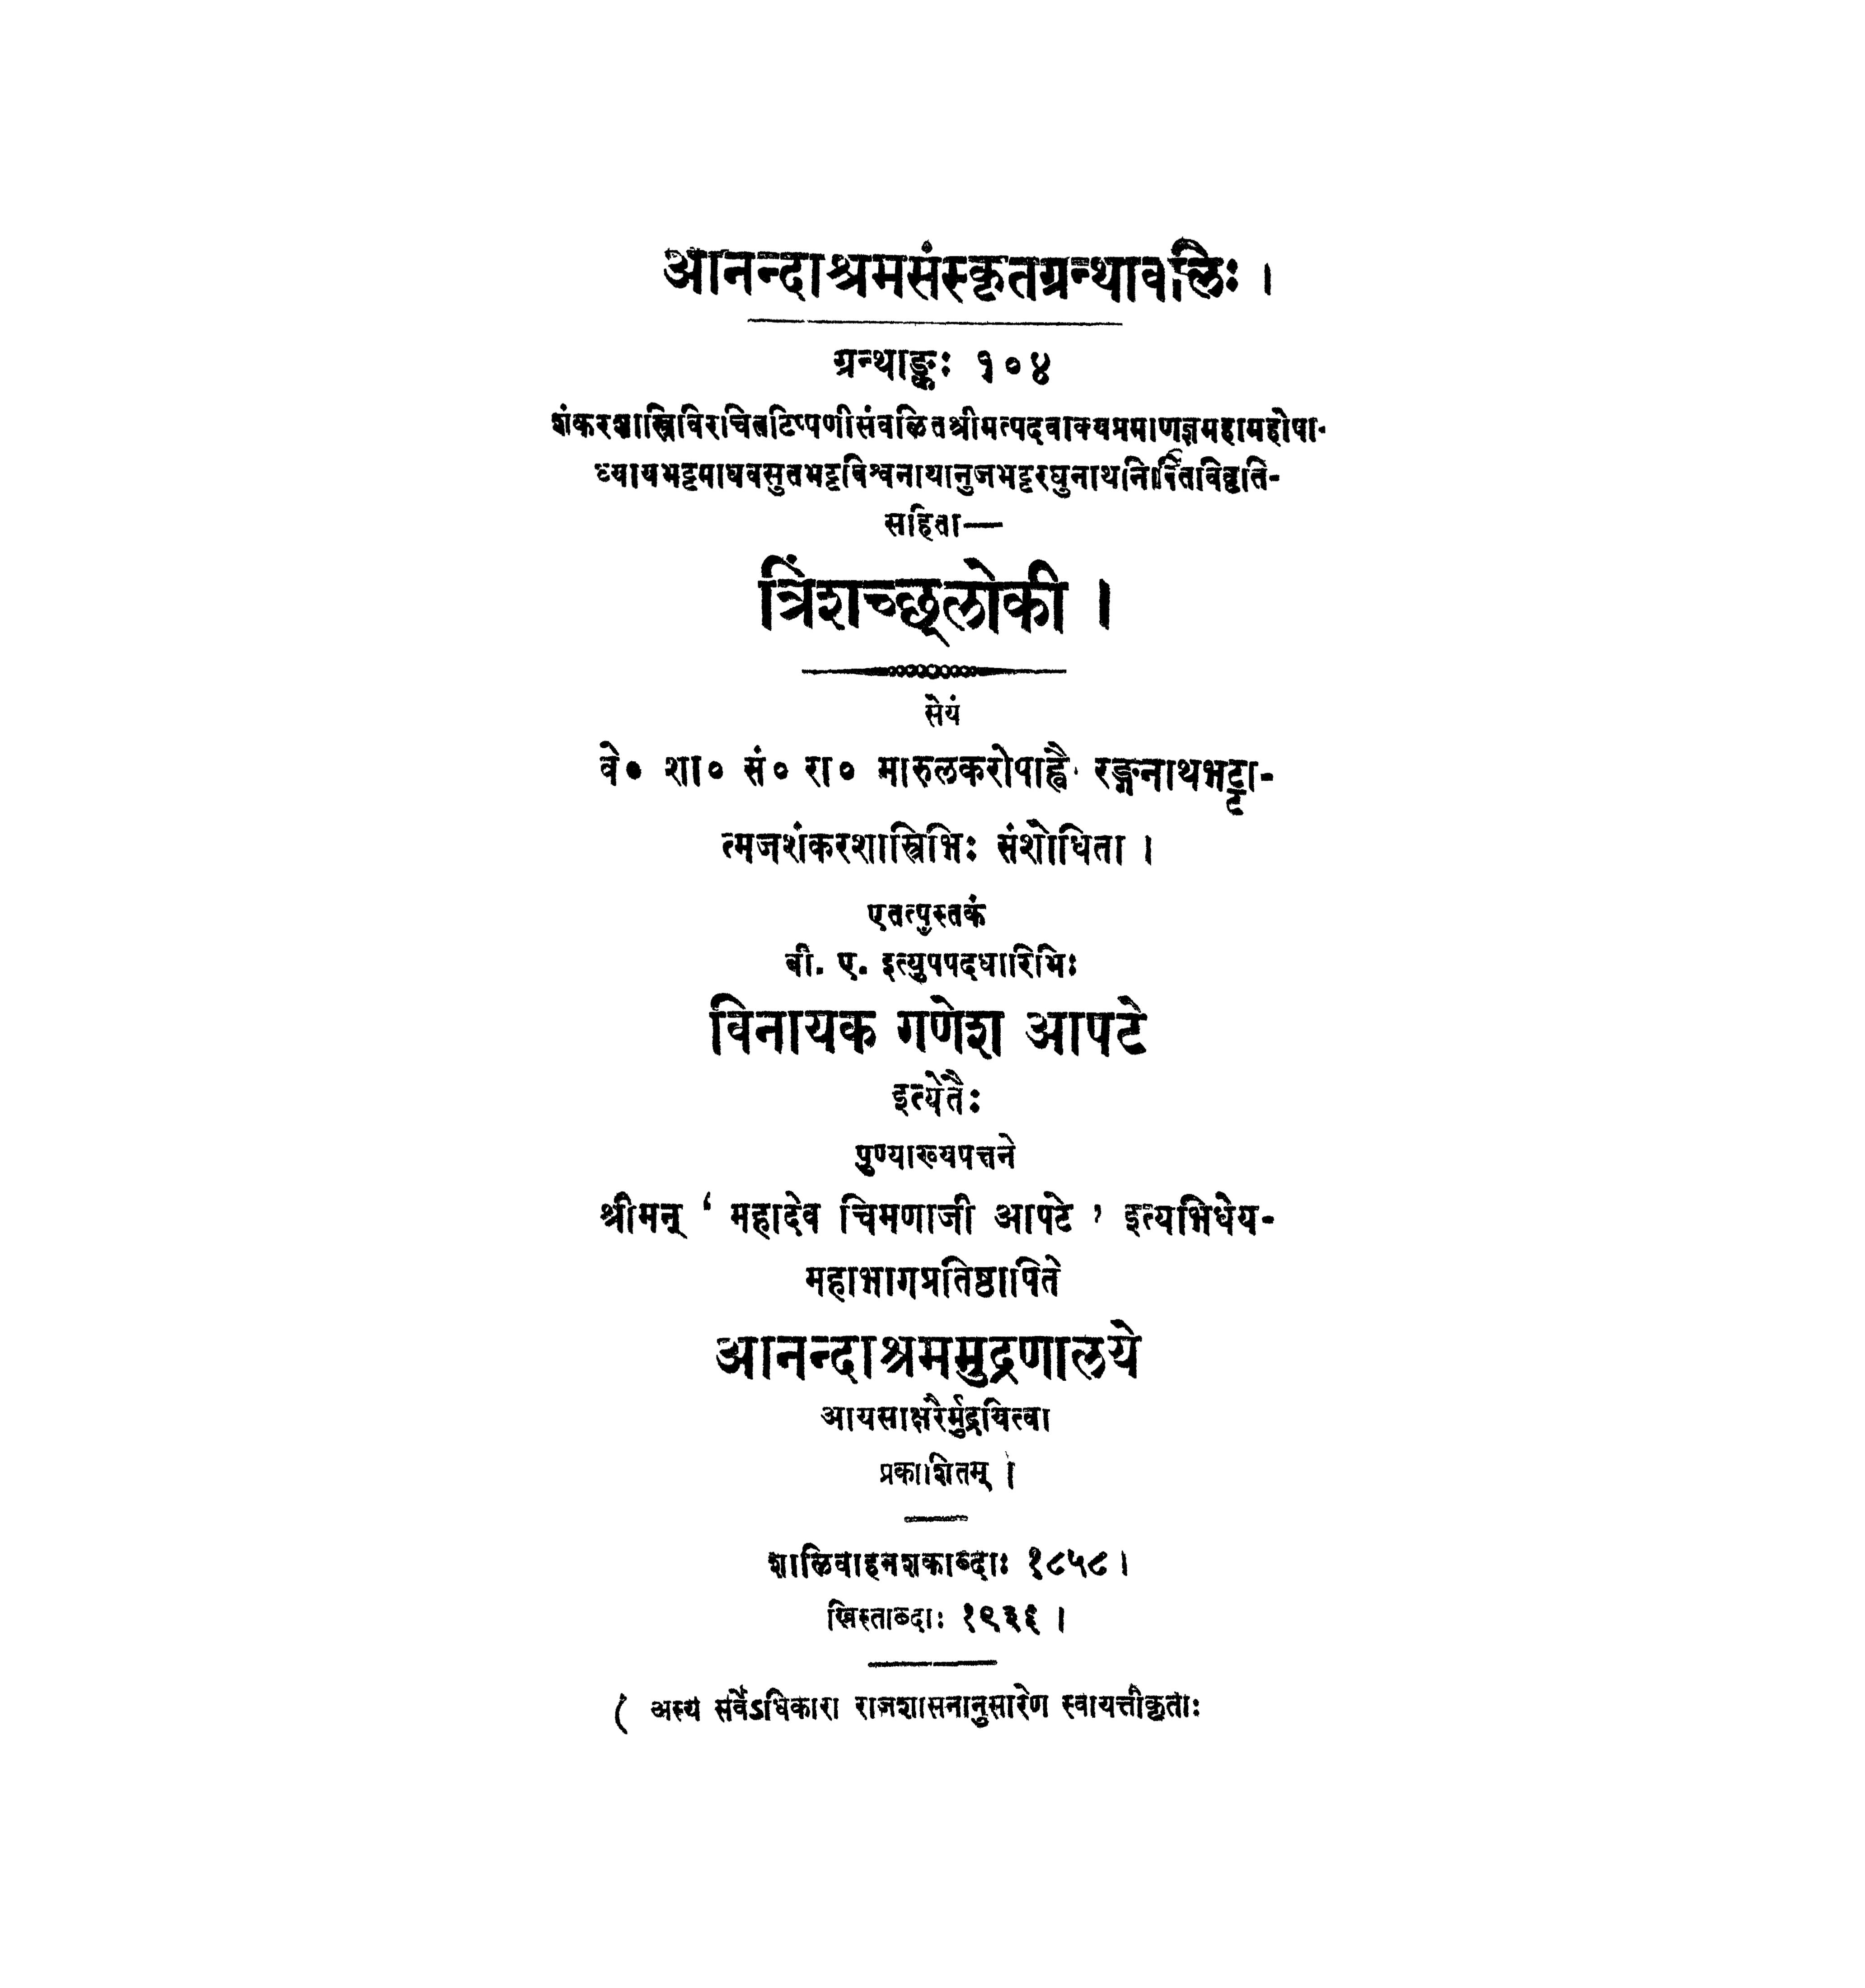 आनन्दाश्रमसंस्कृतग्रन्थावलिः ।
ग्रन्थाङ्कः १०४
शंकरशास्त्रिविरचितटिप्पणीसंवलितश्रीमत्पदवाक्यप्रमाणज्ञमहामहोपा-
ध्यायभट्टमाधवसुतभट्टविश्वनाथानुजभट्टरघुनाथनिर्मितविवृति-
सहिता—
त्रिंशच्छ्लोकी ।
सेयं
वे० शा० सं० रा० मारुलकरोपाह्वै रङ्गनाथभट्टा-
त्मजशंकरशास्त्रिभिः संशोधिता ।
एतत्पुस्तकं
बी. ए. इत्युपपदधारिभिः
विनायक गणेश आपटे
इत्येतैः
पुण्याख्यपत्तने
श्रीमन् ‘ महादेव चिमणाजी आपटे ’ इत्यभिधेय-
महाभागप्रतिष्ठापिते
आनन्दाश्रममुद्रणालये
आयसाक्षरैर्मुद्रयित्वा
प्रकाशितम् ।
शालिवाहनशकाब्दाः १८५८ ।
ख्रिस्ताब्दाः १९३६ ।
( अस्य सर्वेऽधिकारा राजशासनानुसारेण स्वायत्तीकृताः